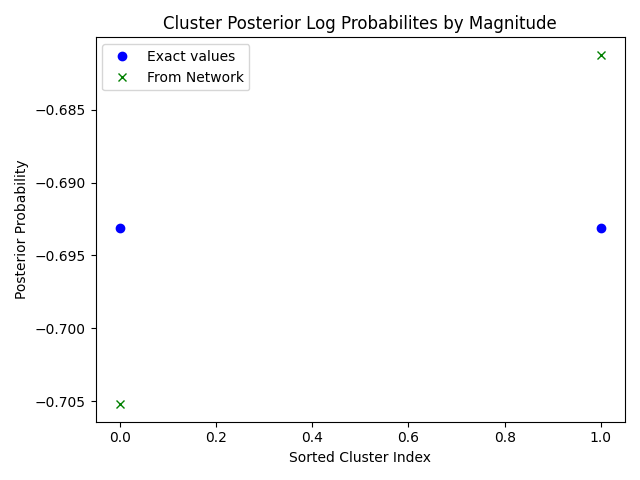 Cluster Posterior Log Probabilites by Magnitude
Exact values
From Network
Posterior Probability
−0.685
−0.690
−0.695
−0.700
−0.705
0.0 0.2 0.4 0.6 0.8 1.0
Sorted Cluster Index